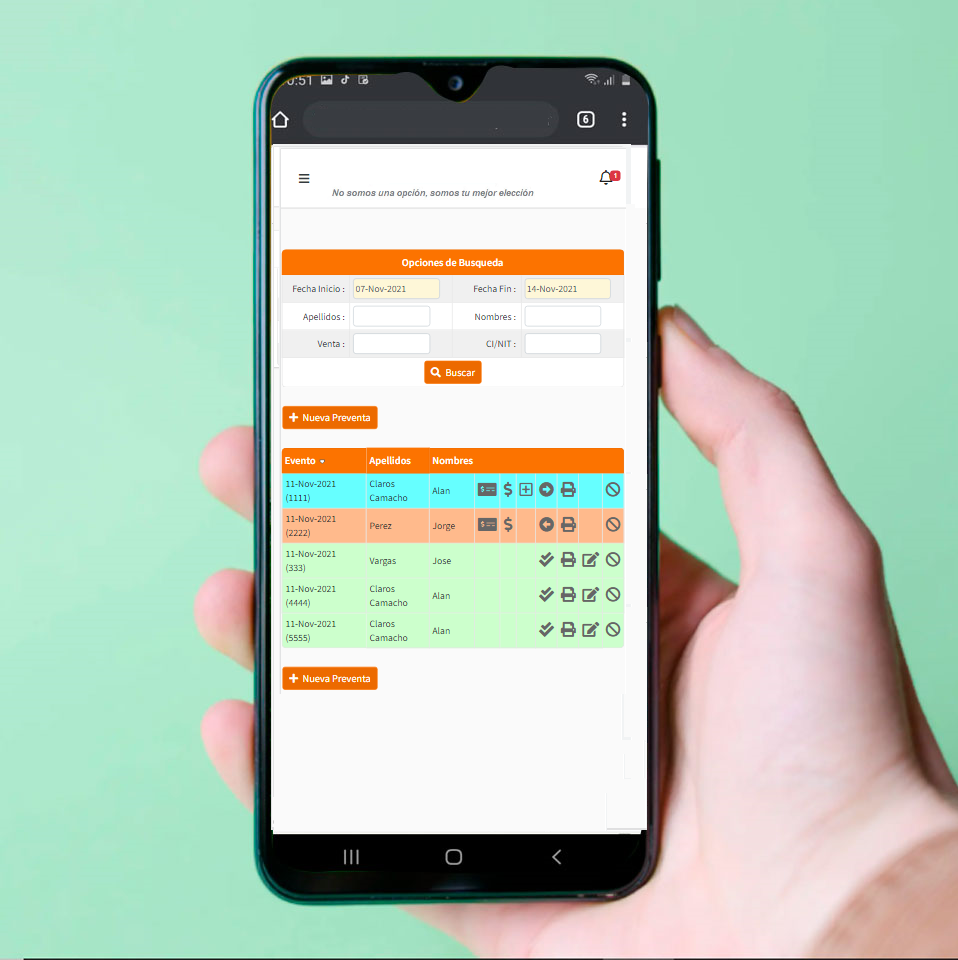 0:51
6
1
No somos una opción, somos tu mejor elección
Opciones de Busqueda
Fecha Inicio : 07-Nov-2021 Fecha Fin : 14-Nov-2021
Apellidos : Nombres :
Venta : CI/NIT :
Buscar
+ Nueva Preventa
Evento Apellidos Nombres
11-Nov-2021 Claros
(1111) Camacho Alan
11-Nov-2021
(2222) Perez Jorge
11-Nov-2021
(333) Vargas Jose
11-Nov-2021 Claros
(4444) Camacho Alan
11-Nov-2021 Claros
(5555) Camacho Alan
+ Nueva Preventa